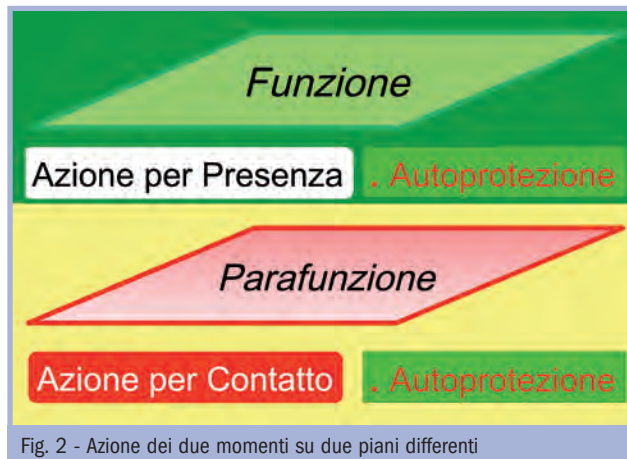 Funzione
Azione per Presenza . Autoprotezione
Parafunzione
Azione per Contatto . Autoprotezione
Fig. 2 - Azione dei due momenti su due piani differenti